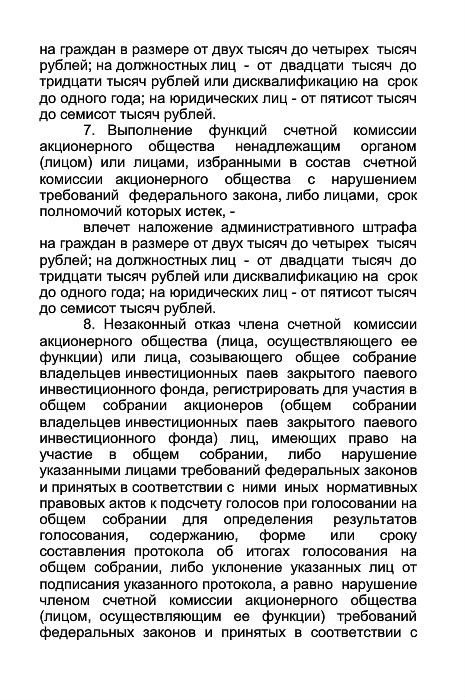 на граждан в размере от двух тысяч до четырех тысяч
рублей; на должностных лиц - от двадцати тысяч до
тридцати тысяч рублей или дисквалификацию на срок
до одного года; на юридических лиц - от пятисот тысяч
до семисот тысяч рублей.
7. Выполнение функций счетной комиссии
акционерного общества ненадлежащим органом
(лицом) или лицами, избранными в состав счетной
комиссии акционерного общества с нарушением
требований федерального закона, либо лицами, срок
полномочий которых истек, -
влечет наложение административного штрафа
на граждан в размере от двух тысяч до четырех тысяч
рублей; на должностных лиц - от двадцати тысяч до
тридцати тысяч рублей или дисквалификацию на срок
до одного года; на юридических лиц - от пятисот тысяч
до семисот тысяч рублей.
8. Незаконный отказ члена счетной комиссии
акционерного общества (лица, осуществляющего ее
функции) или лица, созывающего общее собрание
владельцев инвестиционных паев закрытого паевого
инвестиционного фонда, регистрировать для участия в
общем собрании акционеров (общем собрании
владельцев инвестиционных паев закрытого паевого
инвестиционного фонда) лиц, имеющих право на
участие в общем собрании, либо нарушение
указанными лицами требований федеральных законов
и принятых в соответствии с ними иных нормативных
правовых актов к подсчету голосов при голосовании на
общем собрании для определения результатов
голосования, содержанию, форме или сроку
составления протокола об итогах голосования на
общем собрании, либо уклонение указанных лиц от
подписания указанного протокола, а равно нарушение
членом счетной комиссии акционерного общества
(лицом, осуществляющим ее функции) требований
федеральных законов и принятых в соответствии с